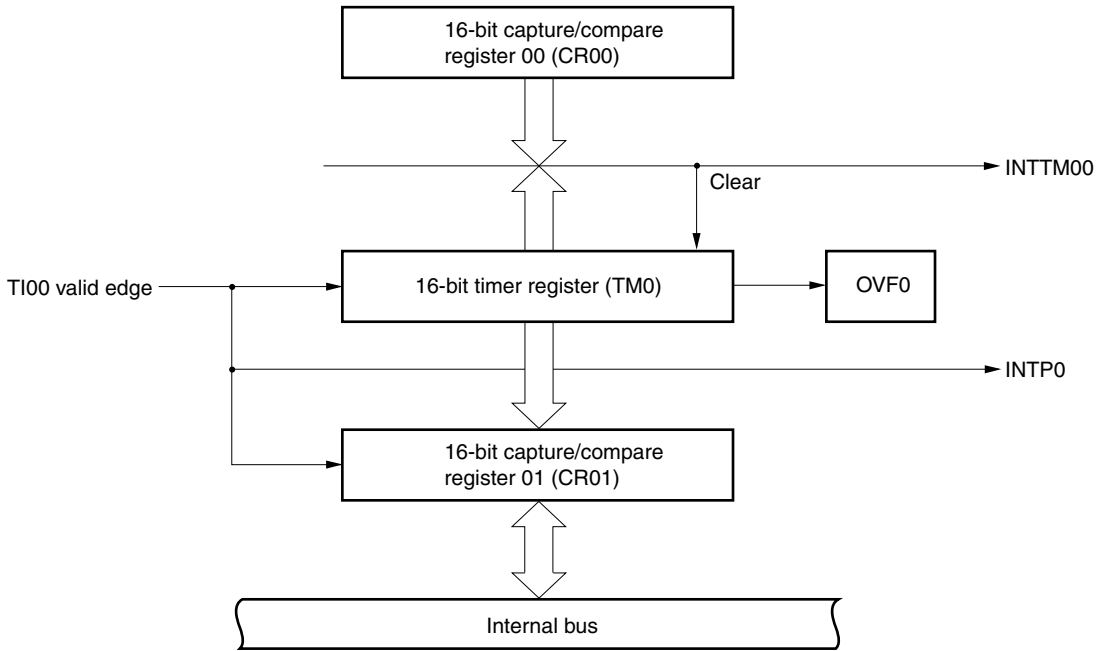 16-bit capture/compare
register 00 (CR00)
INTTM00
Clear
TI00 valid edge
16-bit timer register (TM0)
OVF0
INTP0
16-bit capture/compare
register 01 (CR01)
Internal bus